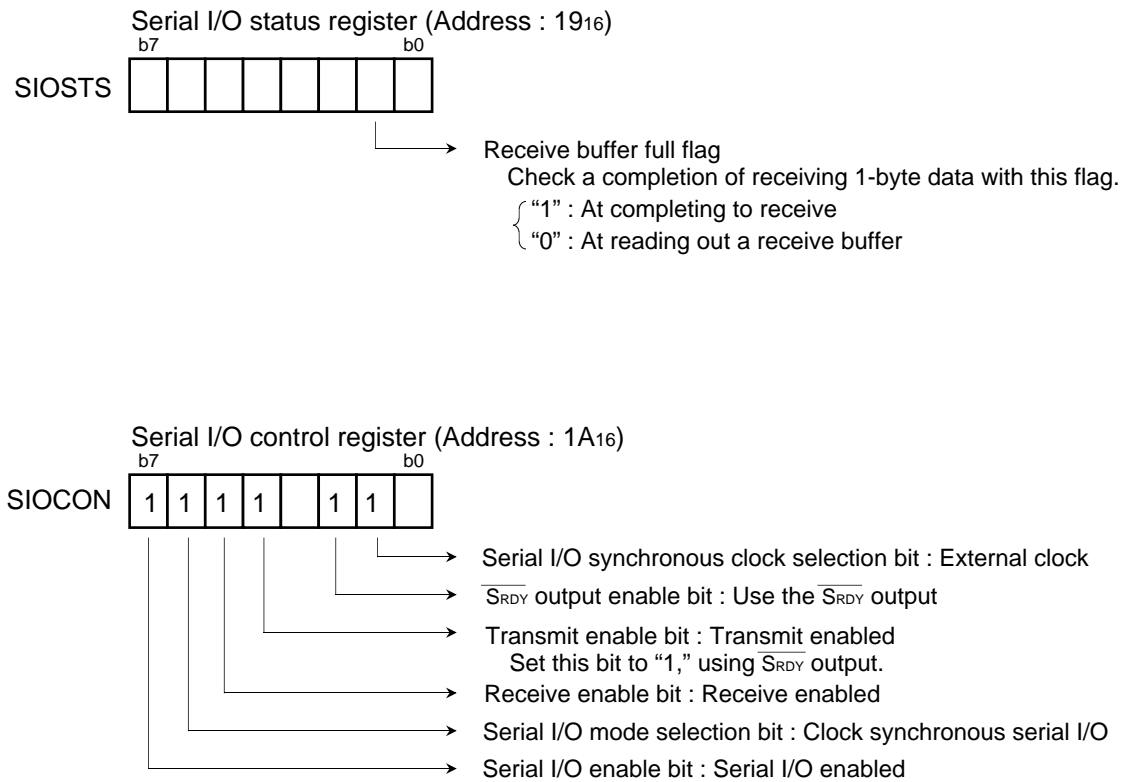 Serial I/O status register (Address : 19₁₆)
b7 b0
SIOSTS
Receive buffer full flag
Check a completion of receiving 1-byte data with this flag.
“1” : At completing to receive
“0” : At reading out a receive buffer
Serial I/O control register (Address : 1A₁₆)
b7 b0
SIOCON 1 1 1 1 1 1
Serial I/O synchronous clock selection bit : External clock
S̅R̅D̅Y̅ output enable bit : Use the S̅R̅D̅Y̅ output
Transmit enable bit : Transmit enabled
Set this bit to “1,” using S̅R̅D̅Y̅ output.
Receive enable bit : Receive enabled
Serial I/O mode selection bit : Clock synchronous serial I/O
Serial I/O enable bit : Serial I/O enabled